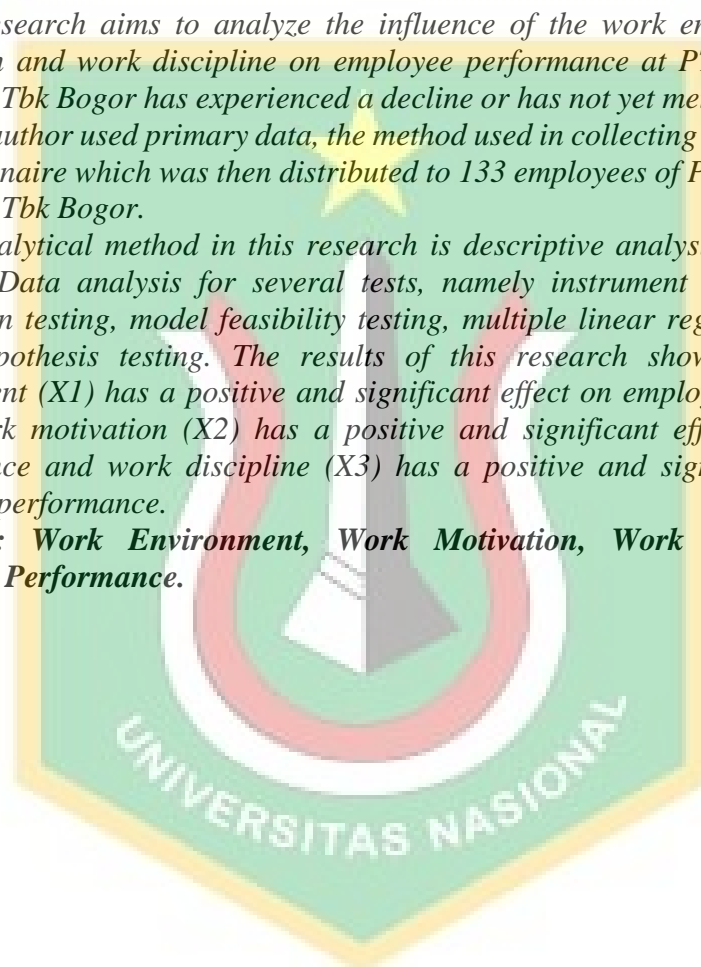 search aims to analyze the influence of the work en
and work discipline on employee performance at P
Tbk Bogor has experienced a decline or has not yet me
author used primary data, the method used in collecting
naire which was then distributed to 133 employees of P
Tbk Bogor.
alytical method in this research is descriptive analys
Data analysis for several tests, namely instrument
n testing, model feasibility testing, multiple linear reg
pothesis testing. The results of this research show
nt (X1) has a positive and significant effect on employ
rk motivation (X2) has a positive and significant eff
ce and work discipline (X3) has a positive and sign
performance.
: Work Environment, Work Motivation, Work
Performance.
UNIVERSITAS NASIONAL